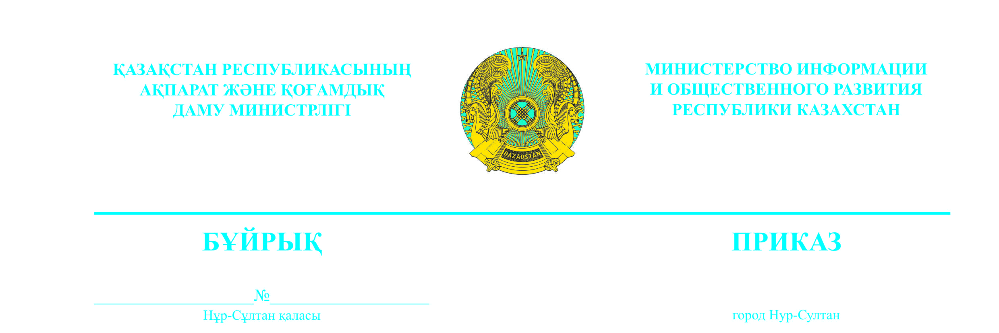 ҚАЗАҚСТАН РЕСПУБЛИКАСЫНЫҢ
АҚПАРАТ ЖӘНЕ ҚОҒАМДЫҚ
ДАМУ МИНИСТРЛІГІ
QAZAQSTAN
МИНИСТЕРСТВО ИНФОРМАЦИИ
И ОБЩЕСТВЕННОГО РАЗВИТИЯ
РЕСПУБЛИКИ КАЗАХСТАН
БҰЙРЫҚ
ПРИКАЗ
№
Нұр-Сұлтан қаласы
город Нур-Султан